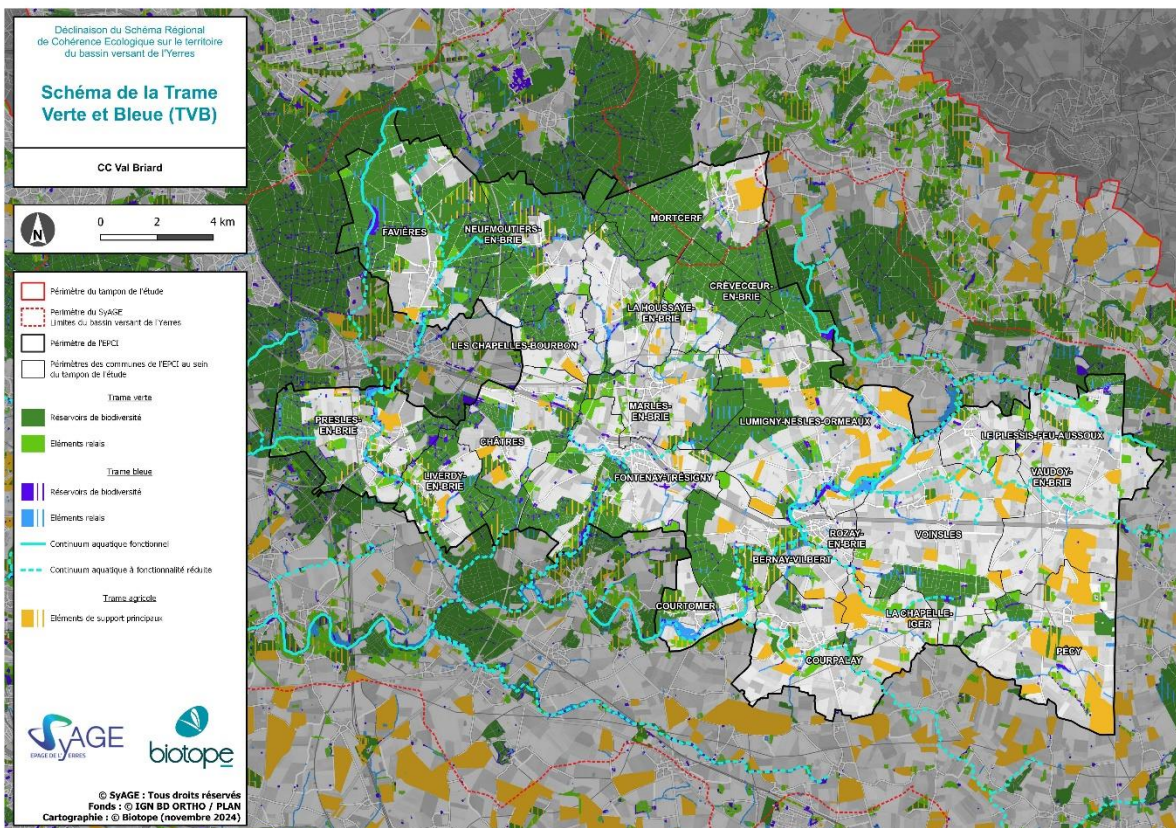 Déclinaison du Schéma Régional
de Cohérence Ecologique sur le territoire
du bassin versant de l'Yerres
Schéma de la Trame
Verte et Bleue (TVB)
CC Val Briard
N
0 2 4 km
Périmètre du tampon de l'étude
Périmètre du SyAGE
Limites du bassin versant de l'Yerres
Périmètre de l'EPCI
Périmètres des communes de l'EPCI au sein
du tampon de l'étude
Trame verte
Réservoirs de biodiversité
Eléments relais
Trame bleue
Réservoirs de biodiversité
Eléments relais
Continuum aquatique fonctionnel
Continuum aquatique à fonctionnalité réduite
Trame agricole
Eléments de support principaux
SyAGE
EPAGE DE L'YERRES
biotope
© SyAGE : Tous droits réservés
Fonds : © IGN BD ORTHO / PLAN
Cartographie : © Biotope (novembre 2024)
FAVIÈRES
NEUFMOUTIERS-
EN-BRIE
MORTCERF
CRÈVECŒUR-
EN-BRIE
LA HOUSSAYE-
EN-BRIE
LES CHAPELLES-BOURBON
PRESLES-
EN-BRIE
MARLES-
EN-BRIE
LUMIGNY-NESLES-ORMEAUX
CHÂTRES
LE PLESSIS-FEU-AUSSOUX
LIVERDY-
EN-BRIE
FONTENAY-TRÉSIGNY
VAUDOY-
EN-BRIE
ROZAY-
EN-BRIE
VOINSLES
BERNAY-VILBERT
COURTOMER
LA CHAPELLE-
IGER
COURPALAY
PÉCY